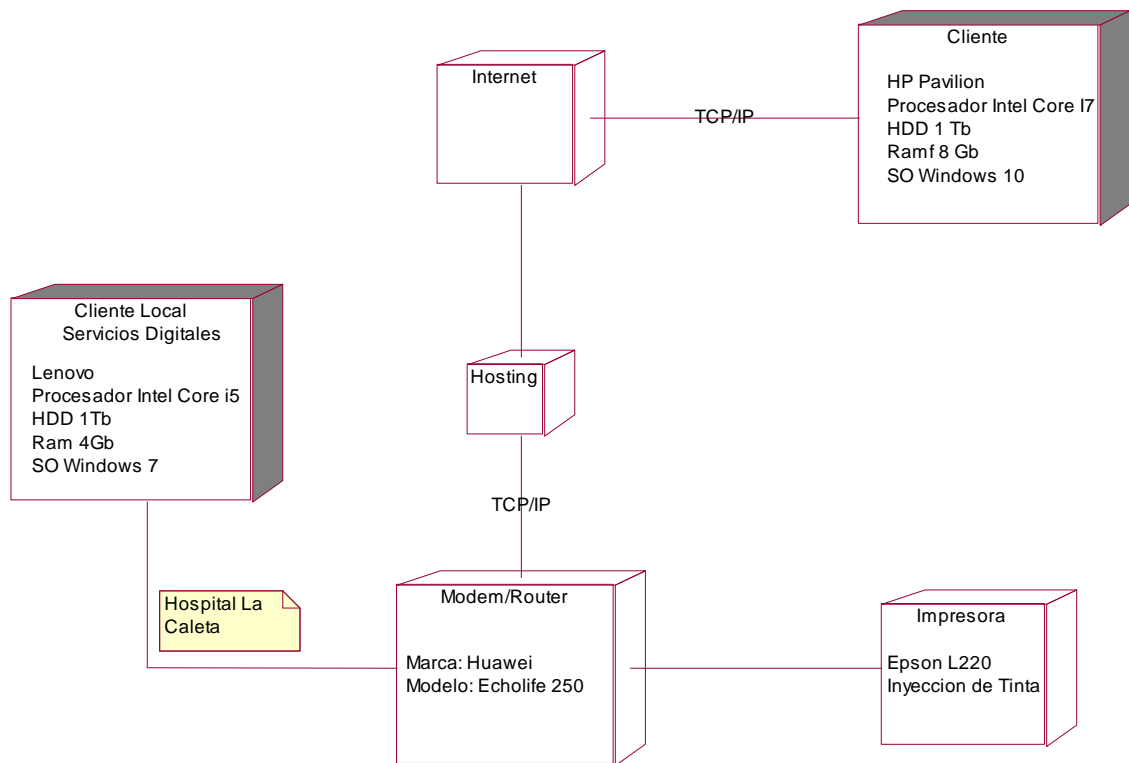 Internet
TCP/IP
Cliente
HP Pavilion
Procesador Intel Core I7
HDD 1 Tb
Ramf 8 Gb
SO Windows 10
Cliente Local
Servicios Digitales
Lenovo
Procesador Intel Core i5
HDD 1Tb
Ram 4Gb
SO Windows 7
Hosting
TCP/IP
Hospital La
Caleta
Modem/Router
Marca: Huawei
Modelo: Echolife 250
Impresora
Epson L220
Inyeccion de Tinta